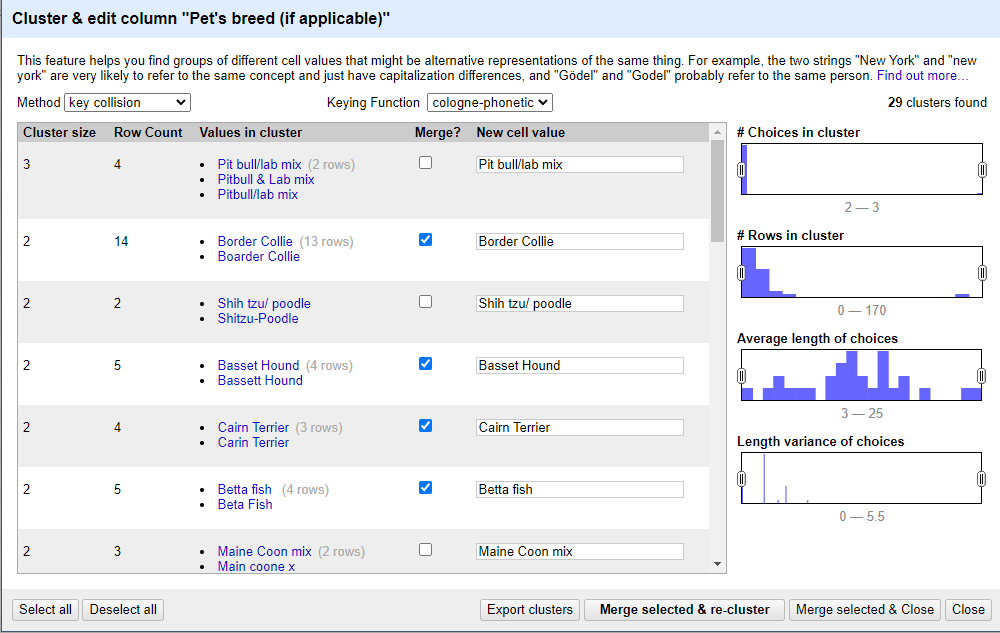 Cluster & edit column "Pet's breed (if applicable)"
This feature helps you find groups of different cell values that might be alternative representations of the same thing. For example, the two strings "New York" and "new
york" are very likely to refer to the same concept and just have capitalization differences, and "Gödel" and "Godel" probably refer to the same person. Find out more...
Method key collision Keying Function cologne-phonetic 29 clusters found
Cluster size Row Count Values in cluster Merge? New cell value
3 4 • Pit bull/lab mix (2 rows) Pit bull/lab mix
• Pitbull & Lab mix
• Pitbull/lab mix
2 14 • Border Collie (13 rows) Border Collie
• Boarder Collie
2 2 • Shih tzu/ poodle Shih tzu/ poodle
• Shitzu-Poodle
2 5 • Basset Hound (4 rows) Basset Hound
• Bassett Hound
2 4 • Cairn Terrier (3 rows) Cairn Terrier
• Carin Terrier
2 5 • Betta fish (4 rows) Betta fish
• Beta Fish
2 3 • Maine Coon mix (2 rows) Maine Coon mix
• Main coone x
# Choices in cluster
2 — 3
# Rows in cluster
0 — 170
Average length of choices
3 — 25
Length variance of choices
0 — 5.5
Select all Deselect all Export clusters Merge selected & re-cluster Merge selected & Close Close